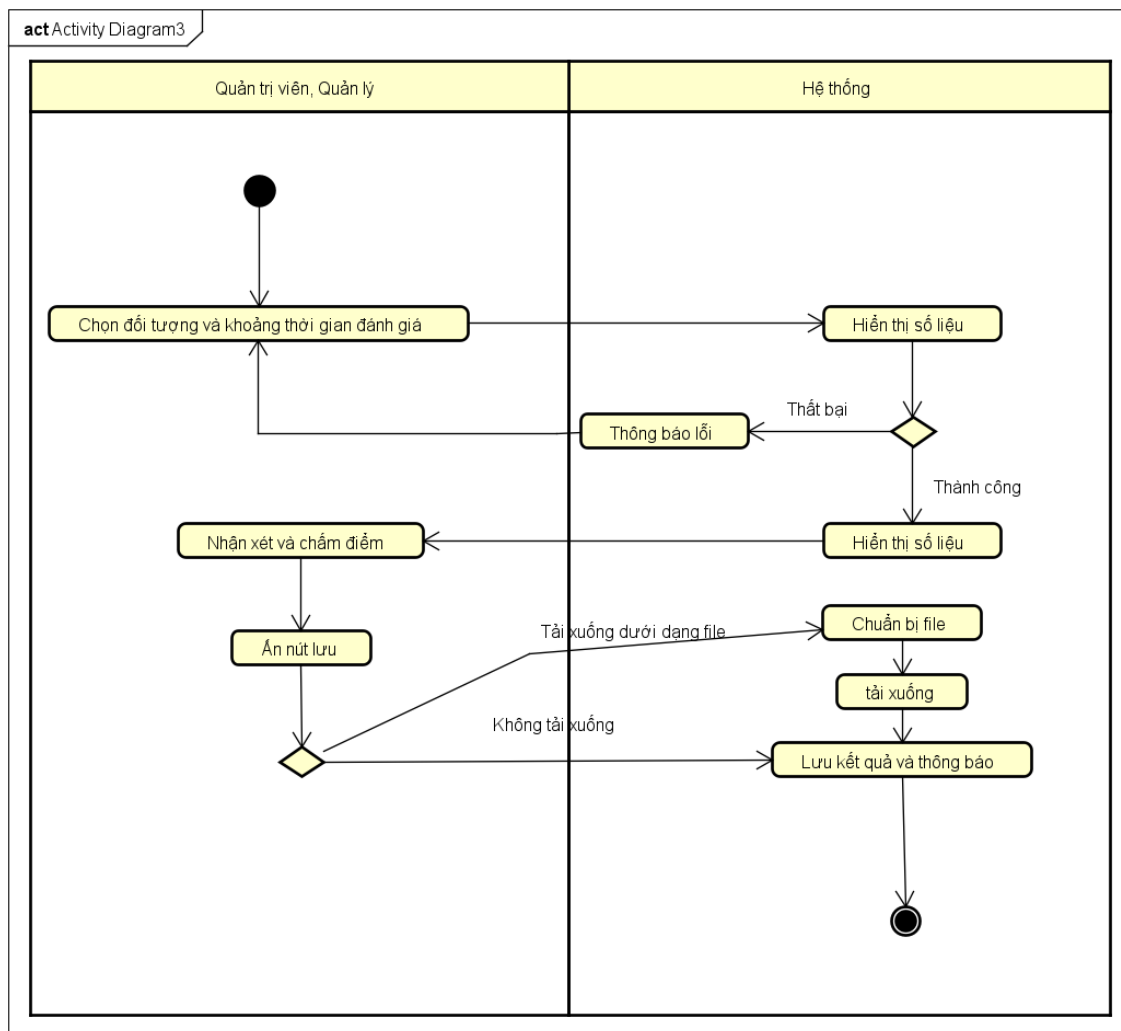 act Activity Diagram3
Quản trị viên, Quản lý
Hệ thống
Chọn đối tượng và khoảng thời gian đánh giá
Hiển thị số liệu
Thất bại
Thông báo lỗi
Thành công
Nhận xét và chấm điểm
Hiển thị số liệu
Chuẩn bị file
Tải xuống dưới dạng file
Ấn nút lưu
tải xuống
Không tải xuống
Lưu kết quả và thông báo